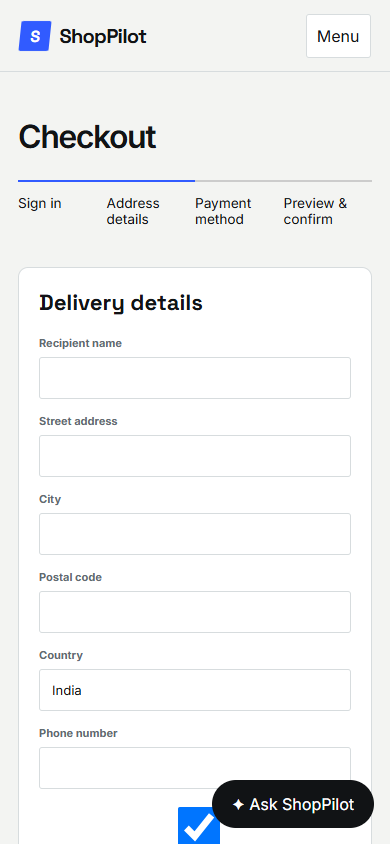 S ShopPilot
Menu
Checkout
Sign in
Address details
Payment method
Preview & confirm
Delivery details
Recipient name
Street address
City
Postal code
Country
India
Phone number
✦ Ask ShopPilot